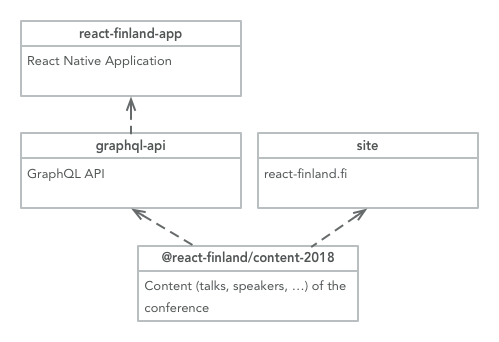 react-finland-app
React Native Application
graphql-api
GraphQL API
site
react-finland.fi
@react-finland/content-2018
Content (talks, speakers, …) of the
conference